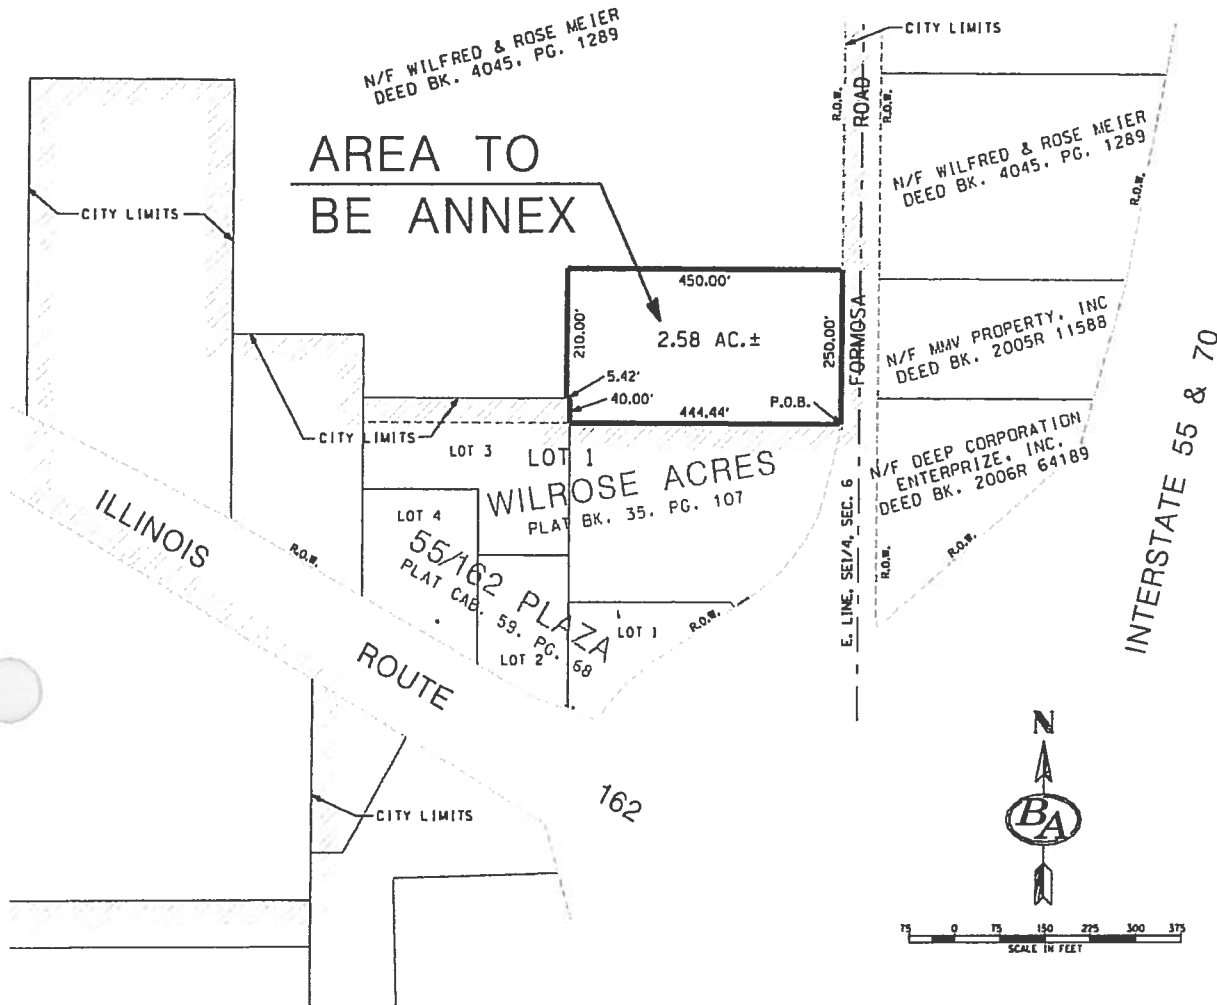 N/F WILFRED & ROSE MEIER
DEED BK. 4045, PG. 1289
CITY LIMITS
ROAD
R.O.W.
R.O.W.
AREA TO
BE ANNEX
N/F WILFRED & ROSE MEIER
DEED BK. 4045, PG. 1289
R.O.W.
CITY LIMITS
450.00'
210.00'
2.58 AC.±
250.00'
FORMOSA
N/F MMV PROPERTY, INC
DEED BK. 2005R 11588
5.42'
40.00'
444.44'
P.O.B.
INTERSTATE 55 & 70
CITY LIMITS
LOT 3
LOT 1
WILROSE ACRES
PLAT BK. 35, PG. 107
N/F DEEP CORPORATION
ENTERPRIZE, INC.
DEED BK. 2006R 64189
ILLINOIS
R.O.W.
LOT 4
55/162 PLAZA
PLAT CAB. 59, PG. 68
E. LINE, SE1/4, SEC. 6
R.O.W.
R.O.W.
LOT 1
R.O.W.
LOT 2
ROUTE
162
CITY LIMITS
N
BA
75 0 75 150 225 300 375
SCALE IN FEET